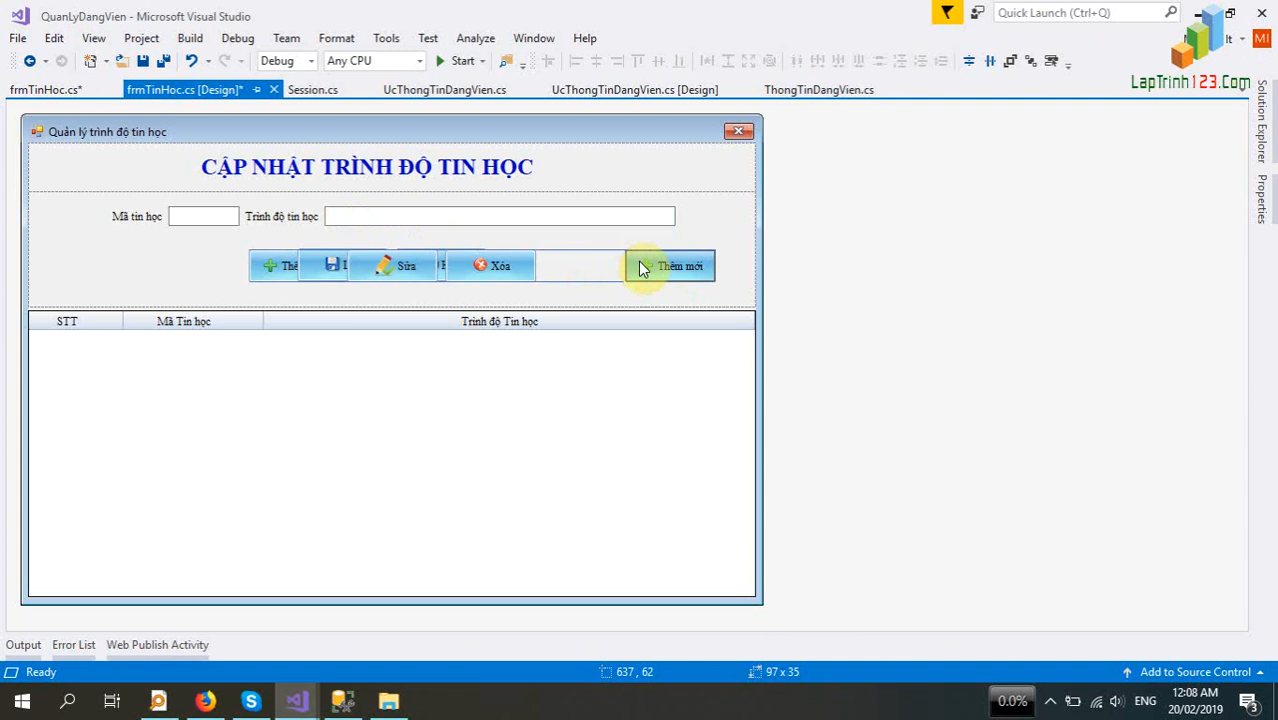 QuanLyDangVien - Microsoft Visual Studio
Quick Launch (Ctrl+Q)
File Edit View Project Build Debug Team Format Tools Test Analyze Window Help
MI
Debug Any CPU Start
LapTrinh123.Com
frmTinHoc.cs* frmTinHoc.cs [Design]* Session.cs UcThongTinDangVien.cs UcThongTinDangVien.cs [Design] ThongTinDangVien.cs
Solution Explorer
Properties
Quản lý trình độ tin học
CẬP NHẬT TRÌNH ĐỘ TIN HỌC
Mã tin học Trình độ tin học
Sửa Xóa Thêm mới
STT Mã Tin học Trình độ Tin học
Output Error List Web Publish Activity
Ready 637 , 62 97 x 35 Add to Source Control
0.0% ENG 12:08 AM
20/02/2019
3